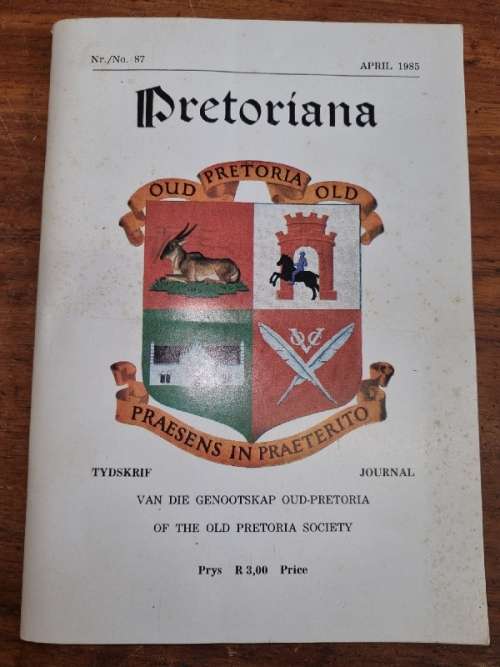 Nr./No. 87
APRIL 1985
Pretoriana
OUD PRETORIA OLD
VOC
PRAESENS IN PRAETERITO
TYDSKRIF
JOURNAL
VAN DIE GENOOTSKAP OUD-PRETORIA
OF THE OLD PRETORIA SOCIETY
Prys R 3,00 Price